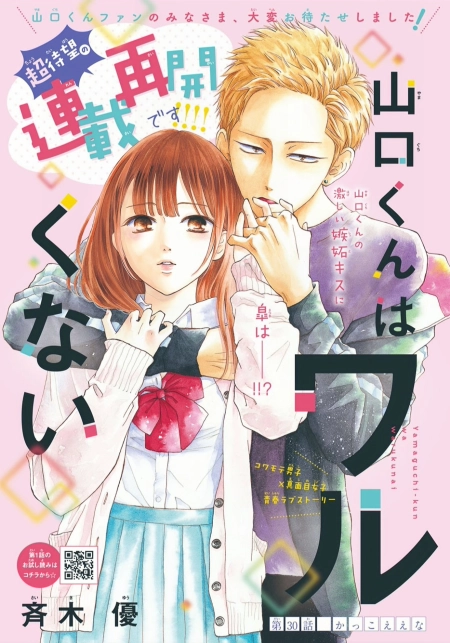 山口くんファンのみなさま、大変お待たせしました!
超待望の
連載再開
です!!!!
山口くんは
ワル
くない
Yamaguchi-kun
wa
Warukunai
山口くんの
激しい嫉妬キスに
皐は——!!?
コワモテ男子
×真面目女子
青春ラブストーリー
第1話の
お試し読みは
コチラから☆
斉木優
第30話 かっこええな